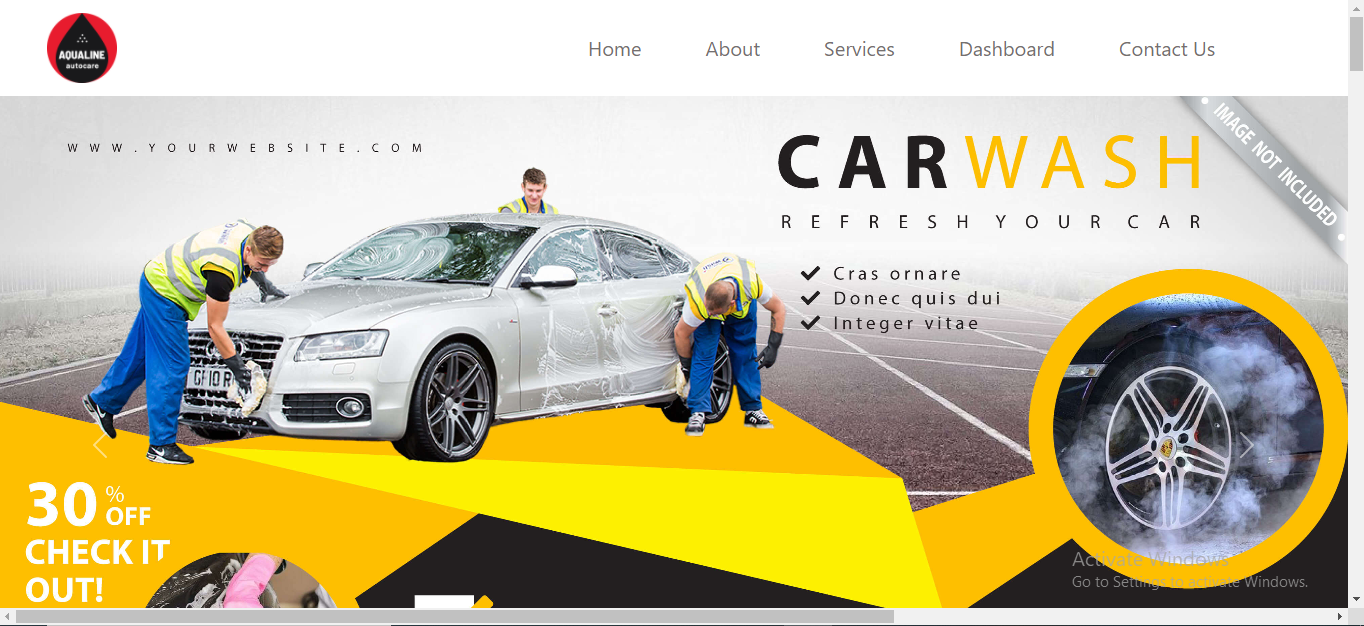 AQUALINE
autocare
Home About Services Dashboard Contact Us
WWW.YOURWEBSITE.COM
CARWASH
REFRESH YOUR CAR
Cras ornare
Donec quis dui
Integer vitae
IMAGE NOT INCLUDED
30 % OFF
CHECK IT
OUT!
Activate Windows
Go to Settings to activate Windows.